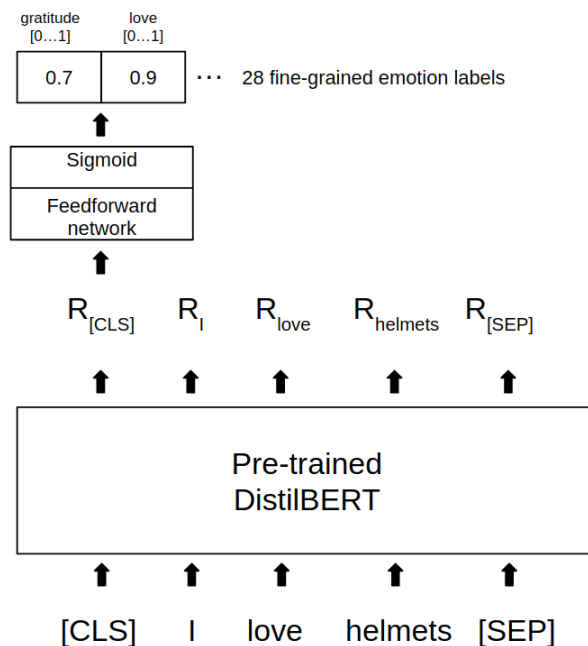 gratitude love
[0…1] [0…1]
0.7 0.9 … 28 fine-grained emotion labels
Sigmoid
Feedforward
network
R[CLS] RI Rlove Rhelmets R[SEP]
Pre-trained
DistilBERT
[CLS] I love helmets [SEP]